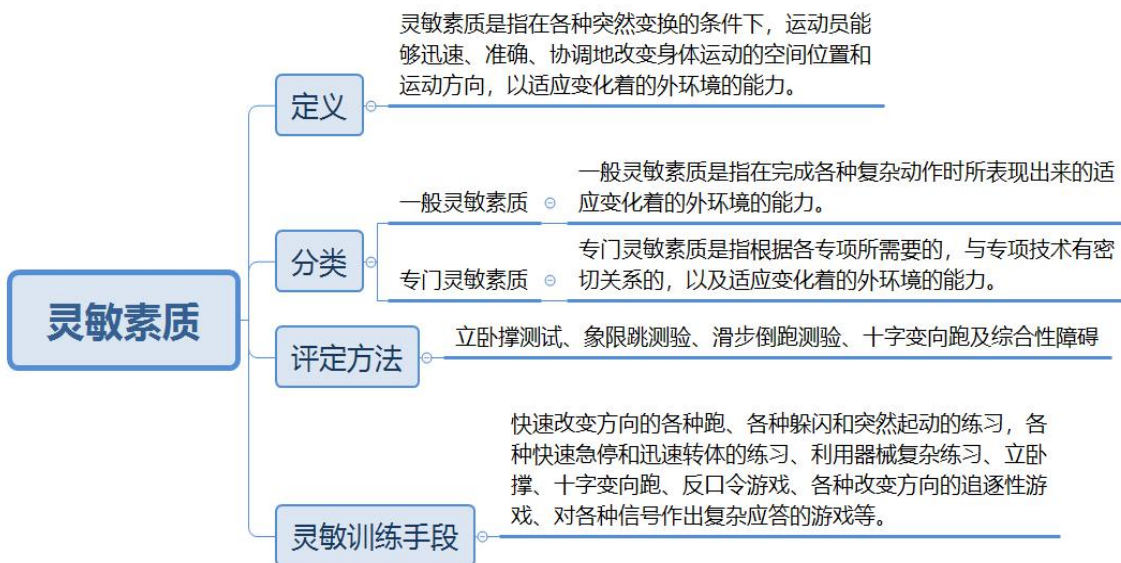 灵敏素质是指在各种突然变换的条件下，运动员能
够迅速、准确、协调地改变身体运动的空间位置和
运动方向，以适应变化着的外环境的能力。
定义
一般灵敏素质
一般灵敏素质是指在完成各种复杂动作时所表现出来的适
应变化着的外环境的能力。
分类
专门灵敏素质
专门灵敏素质是指根据各专项所需要的，与专项技术有密
切关系的，以及适应变化着的外环境的能力。
灵敏素质
评定方法
立卧撑测试、象限跳测验、滑步倒跑测验、十字变向跑及综合性障碍
快速改变方向的各种跑、各种躲闪和突然起动的练习，各
种快速急停和迅速转体的练习、利用器械复杂练习、立卧
撑、十字变向跑、反口令游戏、各种改变方向的追逐性游
戏、对各种信号作出复杂应答的游戏等。
灵敏训练手段